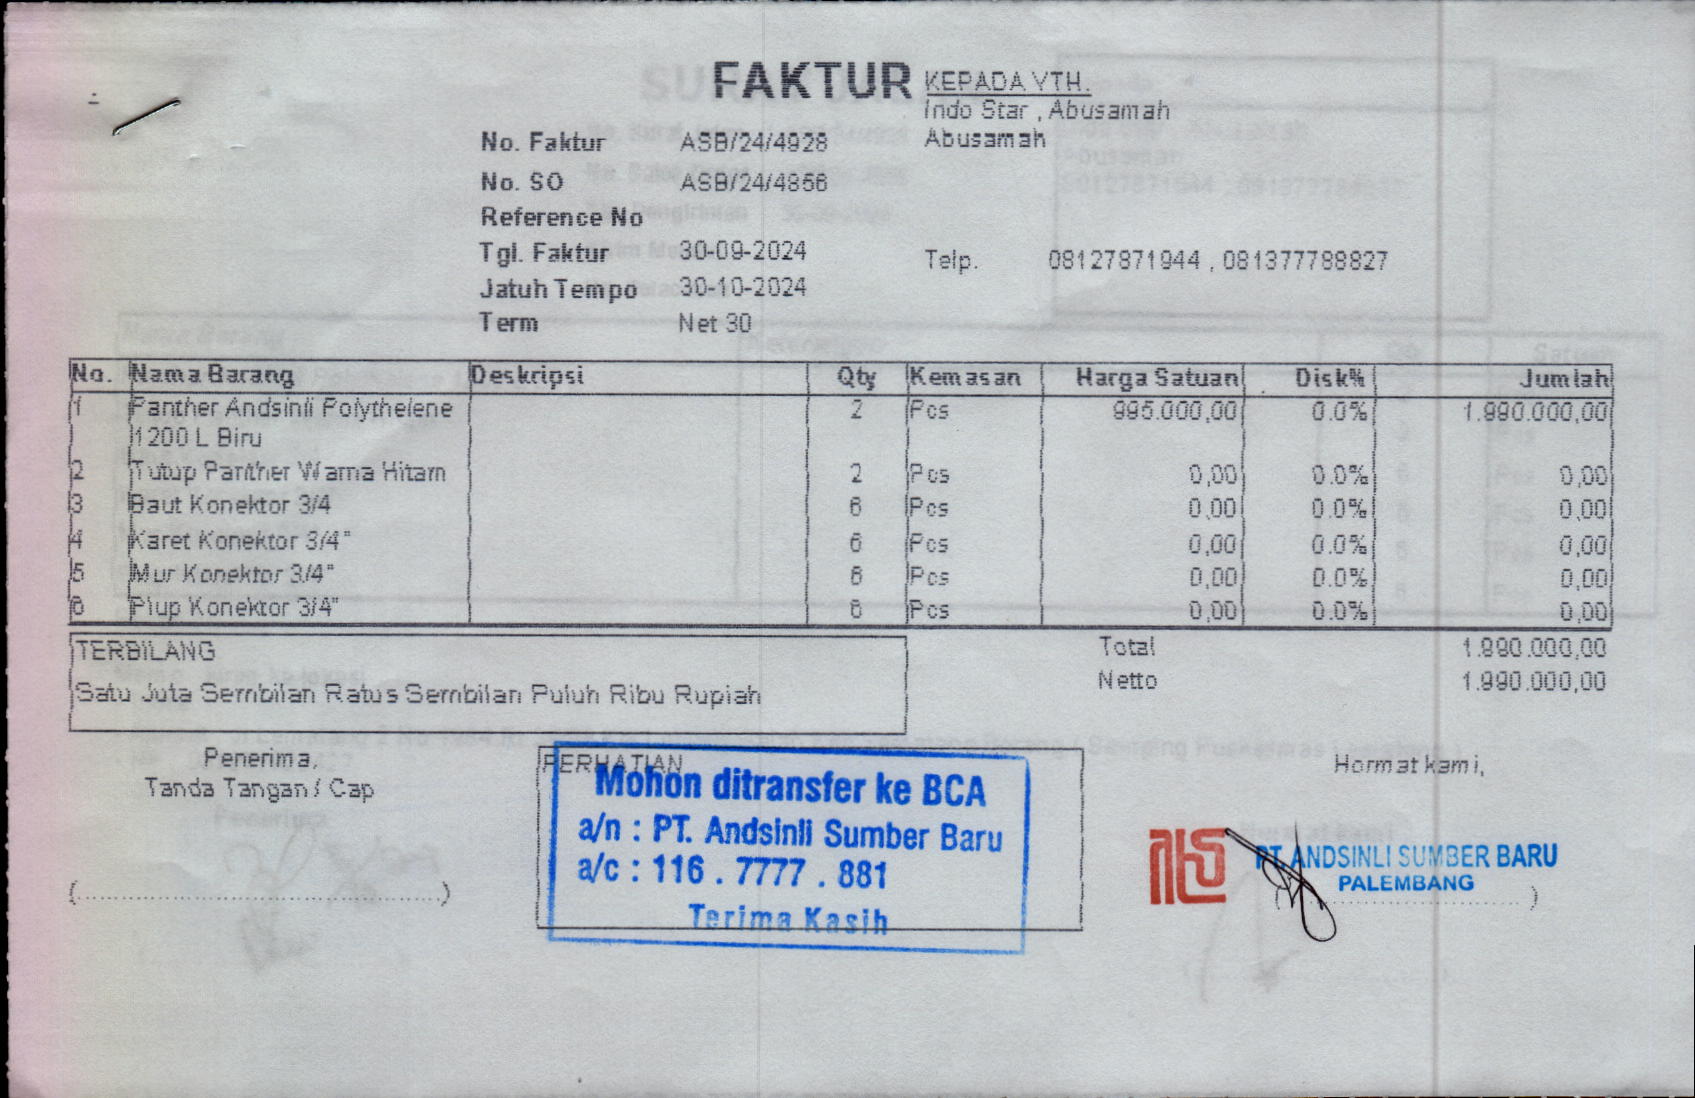 FAKTUR
KEPADA YTH.
Indo Star , Abusamah
Abusamah
No. Faktur ASB/24/4928
No. SO ASB/24/4856
Reference No
Tgl. Faktur 30-09-2024
Telp. 08127871944 , 081377788827
Jatuh Tempo 30-10-2024
Term Net 30
No. Nama Barang Deskripsi Qty Kemasan Harga Satuan Disk% Jumlah
1 Panther Andsinli Polythelene 2 Pcs 995.000,00 0.0% 1.990.000,00
1200 L Biru
2 Tutup Panther Warna Hitam 2 Pcs 0,00 0.0% 0,00
3 Baut Konektor 3/4 6 Pcs 0,00 0.0% 0,00
4 Karet Konektor 3/4" 6 Pcs 0,00 0.0% 0,00
5 Mur Konektor 3/4" 6 Pcs 0,00 0.0% 0,00
6 Plup Konektor 3/4" 6 Pcs 0,00 0.0% 0,00
TERBILANG
Satu Juta Sembilan Ratus Sembilan Puluh Ribu Rupiah
Total 1.990.000,00
Netto 1.990.000,00
Penerima,
Tanda Tangan / Cap
(....................................................)
PERHATIAN
Mohon ditransfer ke BCA
a/n : PT. Andsinli Sumber Baru
a/c : 116 . 7777 . 881
Terima Kasih
Hormat kami,
PT. ANDSINLI SUMBER BARU
PALEMBANG
(....................................)